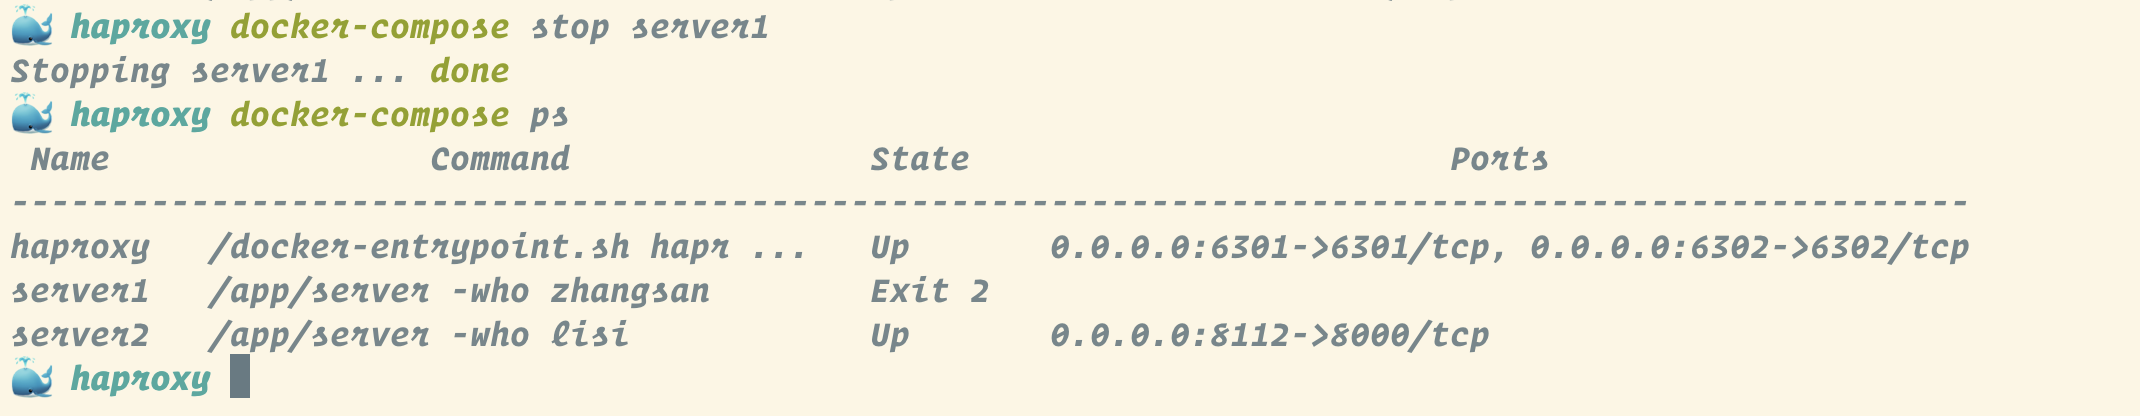 haproxy docker-compose stop server1
Stopping server1 ... done
haproxy docker-compose ps
Name Command State Ports
--------------------------------------------------------------------------------------------------
haproxy /docker-entrypoint.sh hapr ... Up 0.0.0.0:6301->6301/tcp, 0.0.0.0:6302->6302/tcp
server1 /app/server -who zhangsan Exit 2
server2 /app/server -who lisi Up 0.0.0.0:8112->8000/tcp
haproxy